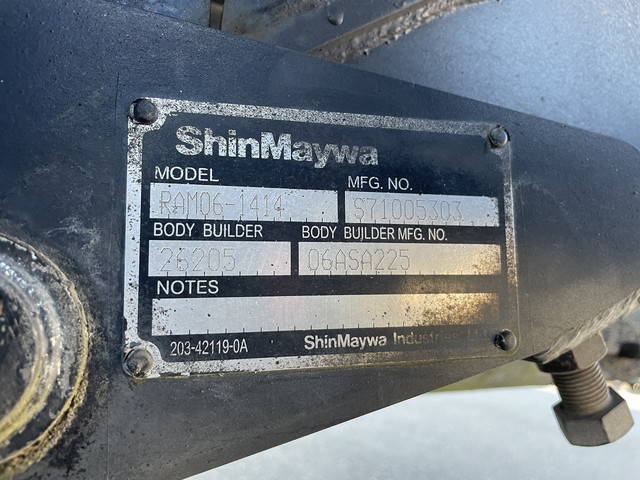 ShinMaywa
MODEL MFG. NO.
RAM06-1414 S71005303
BODY BUILDER BODY BUILDER MFG. NO.
26205 06ASA225
NOTES
203-42119-0A ShinMaywa Industries